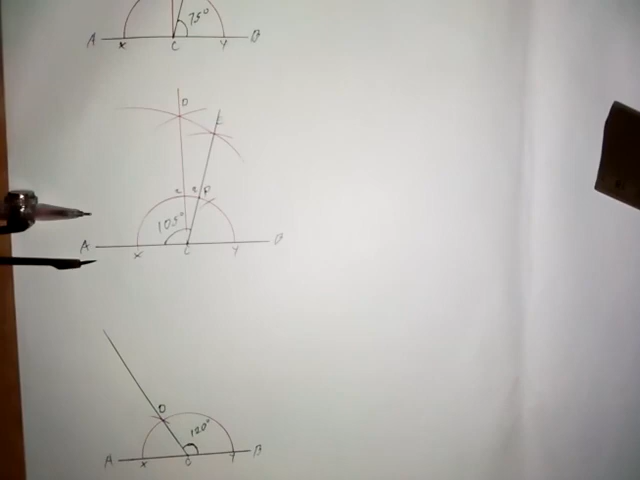 75°
A X C Y B
D
E
Q R P
105°
A X C Y B
D
120°
A X O Y B